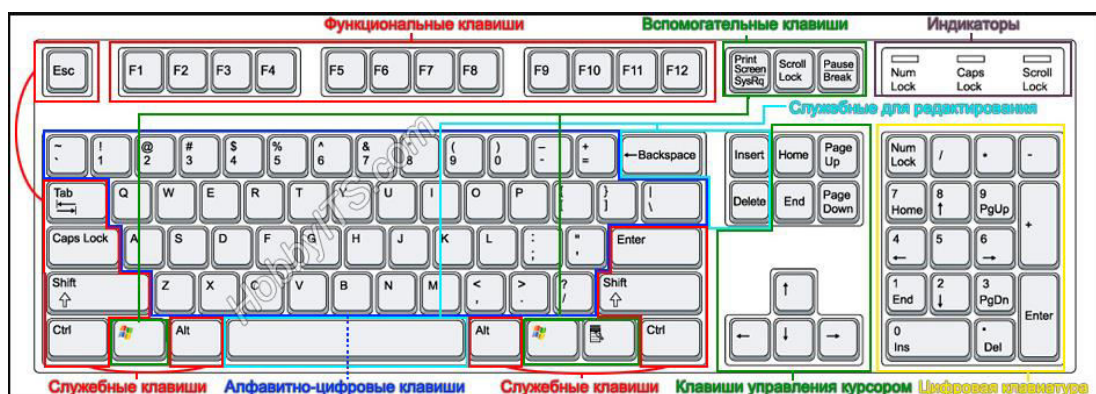 Функциональные клавиши
Вспомогательные клавиши
Индикаторы
Esc F1 F2 F3 F4 F5 F6 F7 F8 F9 F10 F11 F12 Print Screen SysRq Scroll Lock Pause Break Num Lock Caps Lock Scroll Lock
Служебные для редактирования
~ ` ! 1 @ 2 # 3 $ 4 % 5 ^ 6 & 7 8 ( 9 ) 0 – - + = ←Backspace Insert Home Page Up Num Lock / * -
Tab Q W E R T Y U I O P { [ } ] | \ Delete End Page Down 7 Home 8 ↑ 9 PgUp +
Caps Lock A S D F G H J K L : ; " ' Enter 4 ← 5 6 →
Shift Z X C V B N M < , > . ? / Shift ↑ 1 End 2 ↓ 3 PgDn Enter
Ctrl Alt Alt Ctrl ← ↓ → 0 Ins . Del
HobbyITS.com
Служебные клавиши
Алфавитно-цифровые клавиши
Служебные клавиши
Клавиши управления курсором
Цифровая клавиатура